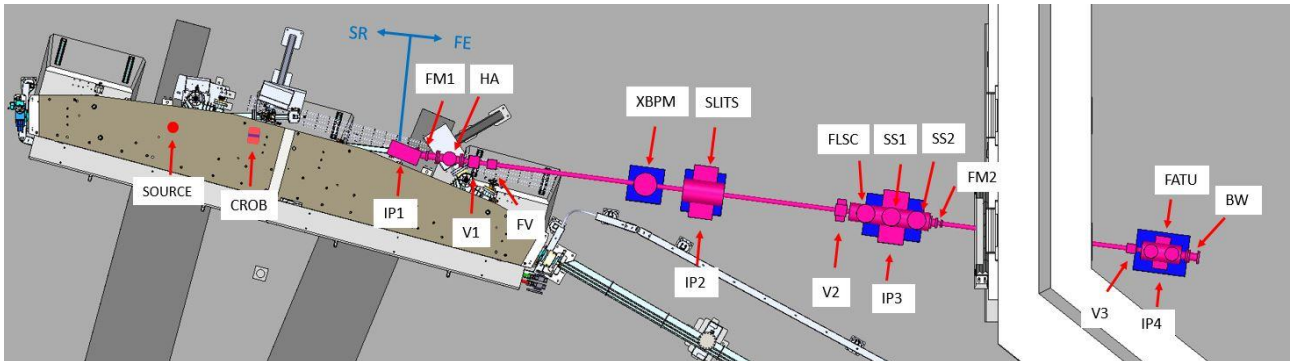 SR
FE
FM1
HA
XBPM
SLITS
FLSC
SS1
SS2
FM2
FATU
BW
SOURCE
CROB
IP1
V1
FV
IP2
V2
IP3
V3
IP4